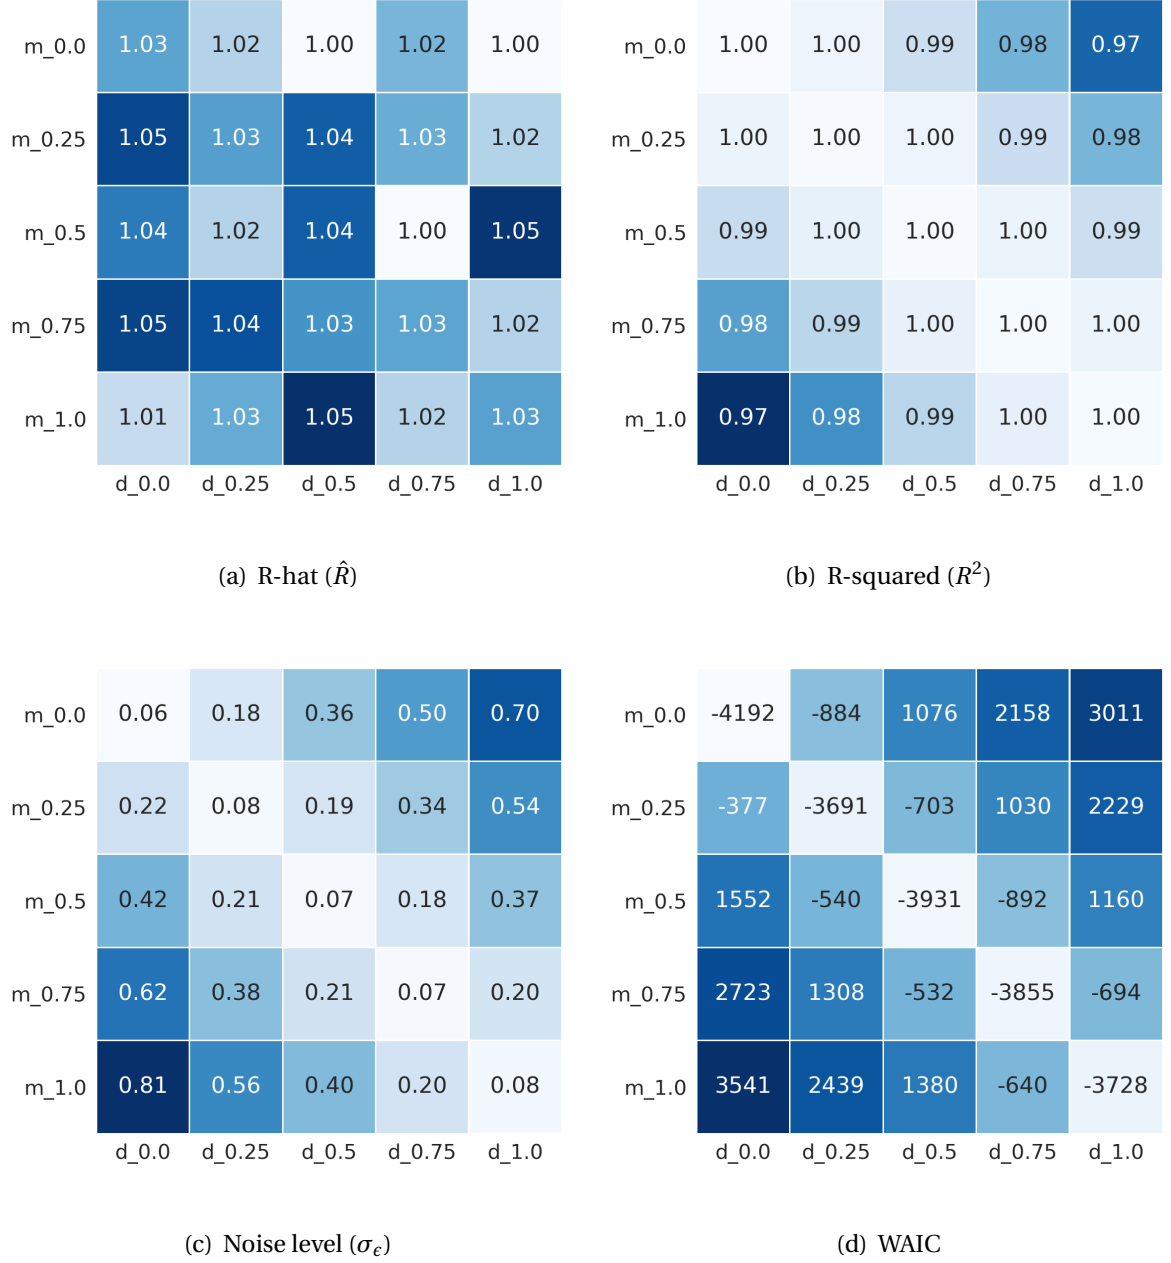 m_0.0 1.03 1.02 1.00 1.02 1.00
m_0.25 1.05 1.03 1.04 1.03 1.02
m_0.5 1.04 1.02 1.04 1.00 1.05
m_0.75 1.05 1.04 1.03 1.03 1.02
m_1.0 1.01 1.03 1.05 1.02 1.03
d_0.0 d_0.25 d_0.5 d_0.75 d_1.0
(a) R-hat (R̂)
m_0.0 1.00 1.00 0.99 0.98 0.97
m_0.25 1.00 1.00 1.00 0.99 0.98
m_0.5 0.99 1.00 1.00 1.00 0.99
m_0.75 0.98 0.99 1.00 1.00 1.00
m_1.0 0.97 0.98 0.99 1.00 1.00
d_0.0 d_0.25 d_0.5 d_0.75 d_1.0
(b) R-squared (R²)
m_0.0 0.06 0.18 0.36 0.50 0.70
m_0.25 0.22 0.08 0.19 0.34 0.54
m_0.5 0.42 0.21 0.07 0.18 0.37
m_0.75 0.62 0.38 0.21 0.07 0.20
m_1.0 0.81 0.56 0.40 0.20 0.08
d_0.0 d_0.25 d_0.5 d_0.75 d_1.0
(c) Noise level (σ_ϵ)
m_0.0 -4192 -884 1076 2158 3011
m_0.25 -377 -3691 -703 1030 2229
m_0.5 1552 -540 -3931 -892 1160
m_0.75 2723 1308 -532 -3855 -694
m_1.0 3541 2439 1380 -640 -3728
d_0.0 d_0.25 d_0.5 d_0.75 d_1.0
(d) WAIC